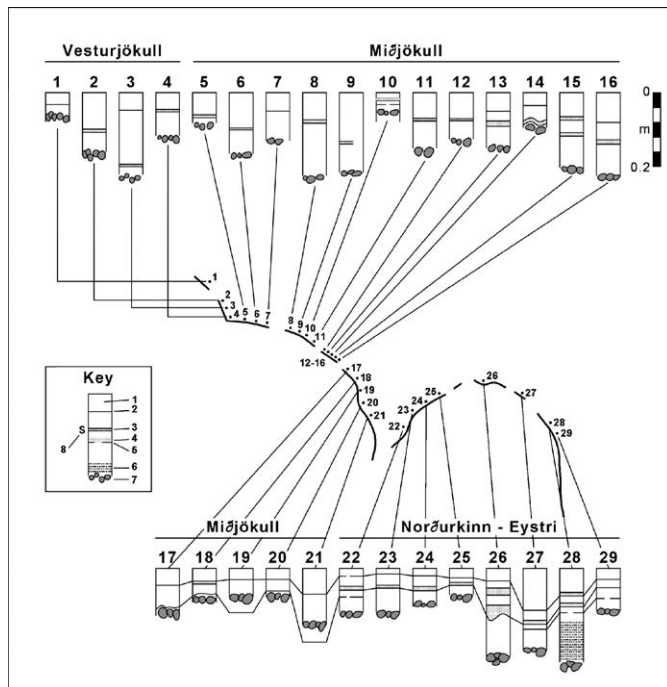 Vesturjökull Miðjökull
1 2 3 4 5 6 7 8 9 10 11 12 13 14 15 16
0
m
0.2
1
2
3
4 5 6 7
8 9 10 11
12-16
17
18
19
20
21
22 23 24 25
26
27
28
29
Key
1
2
S 3
8 4
5
6
7
Miðjökull Norðurkinn - Eystri
17 18 19 20 21 22 23 24 25 26 27 28 29